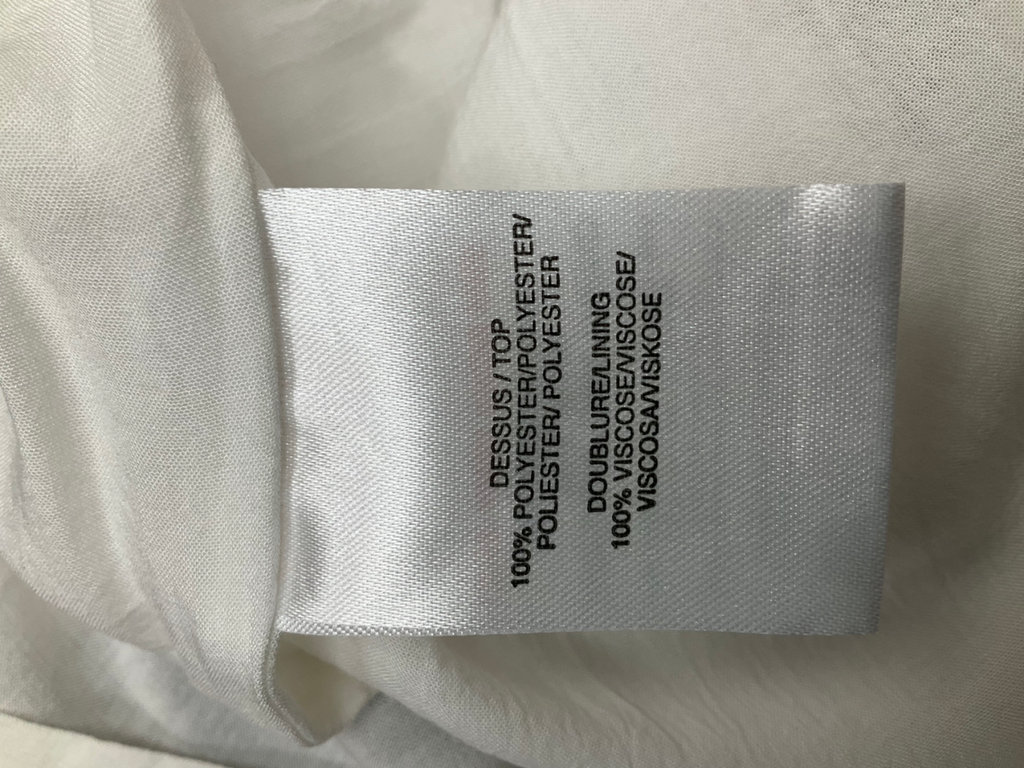 DESSUS / TOP
100% POLYESTER/POLYESTER/
POLIESTER/ POLYESTER
DOUBLURE/LINING
100% VISCOSE/VISCOSE/
VISCOSA/VISKOSE